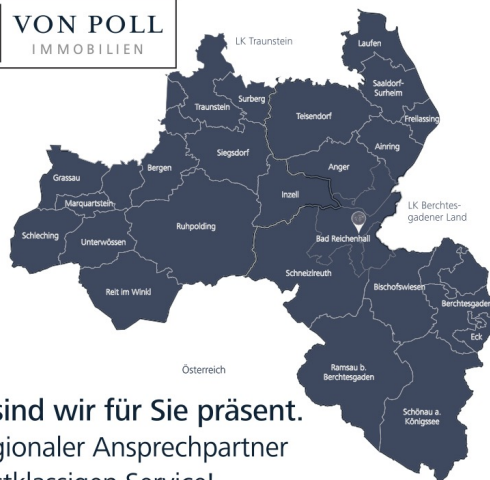 VON POLL
IMMOBILIEN
LK Traunstein
Laufen
Saaldorf-
Surheim
Surberg
Traunstein
Teisendorf
Freilassing
Siegsdorf
Ainring
Bergen
Anger
Grassau
Inzell
Marquartstein
LK Berchtes-
gadener Land
Ruhpolding
Schleching
Unterwössen
Bad Reichenhall
Schneizlreuth
Reit im Winkl
Bischofswiesen
Berchtesgaden
Eck
Österreich
Ramsau b.
Berchtesgaden
Schönau a.
Königssee
sind wir für Sie präsent.
gionaler Ansprechpartner